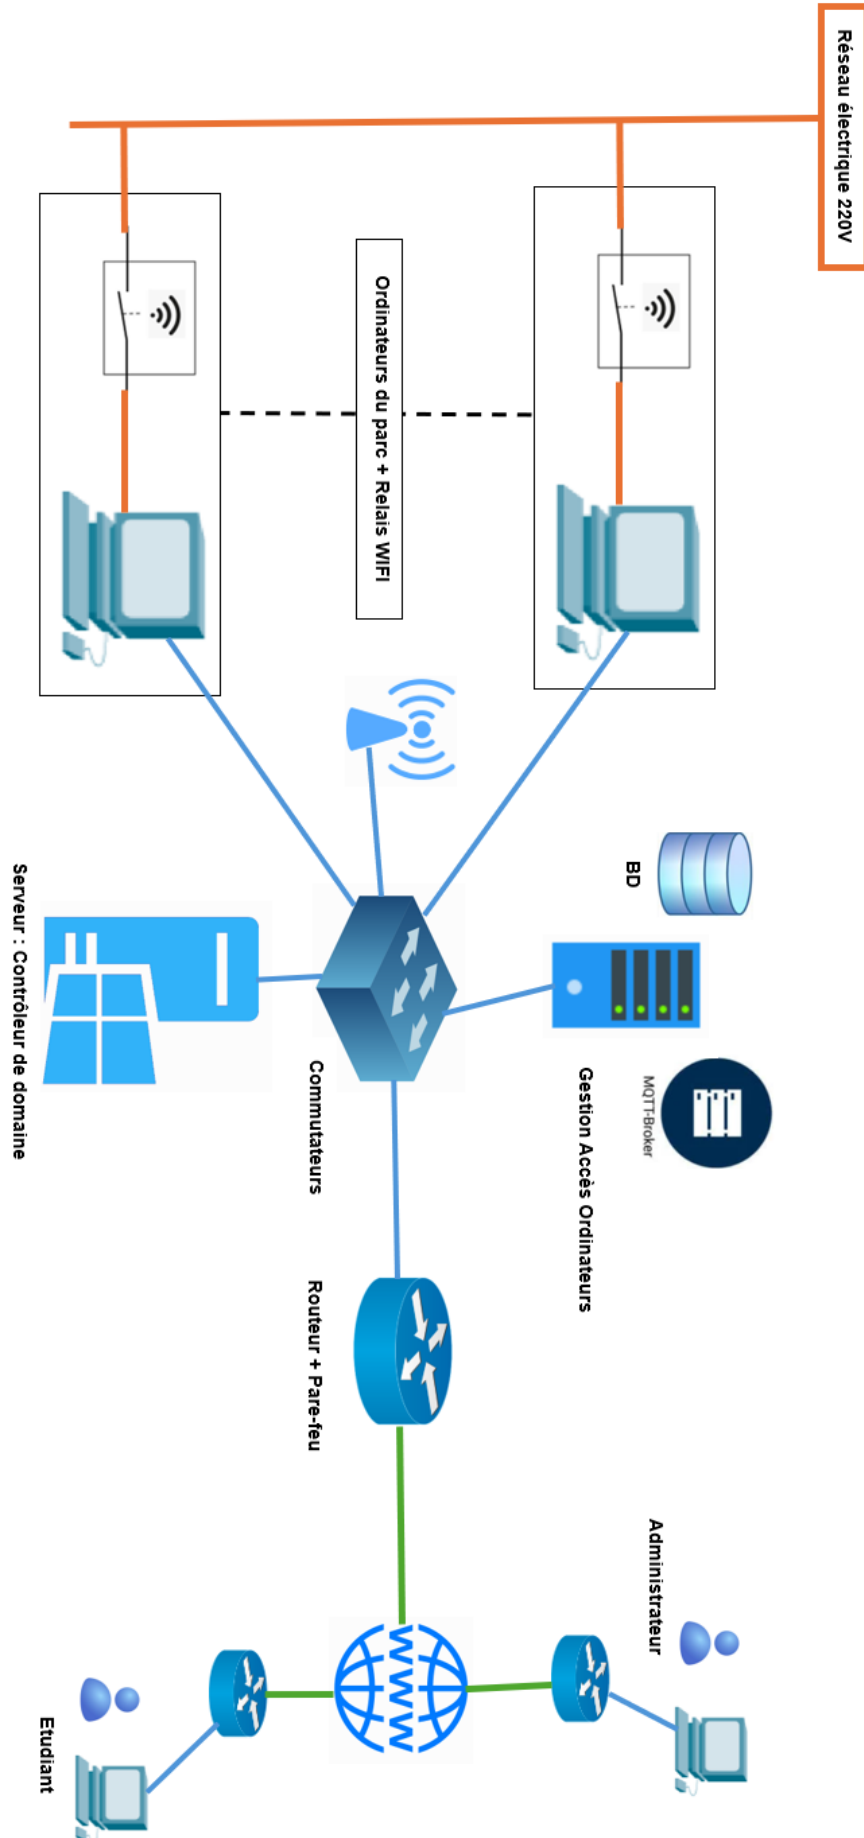 Réseau électrique 220V
Ordinateurs du parc + Relais WIFI
BD
MQTT-Broker
Gestion Accès Ordinateurs
Serveur : Contrôleur de domaine
Commutateurs
Routeur + Pare-feu
WWW
Administrateur
Etudiant